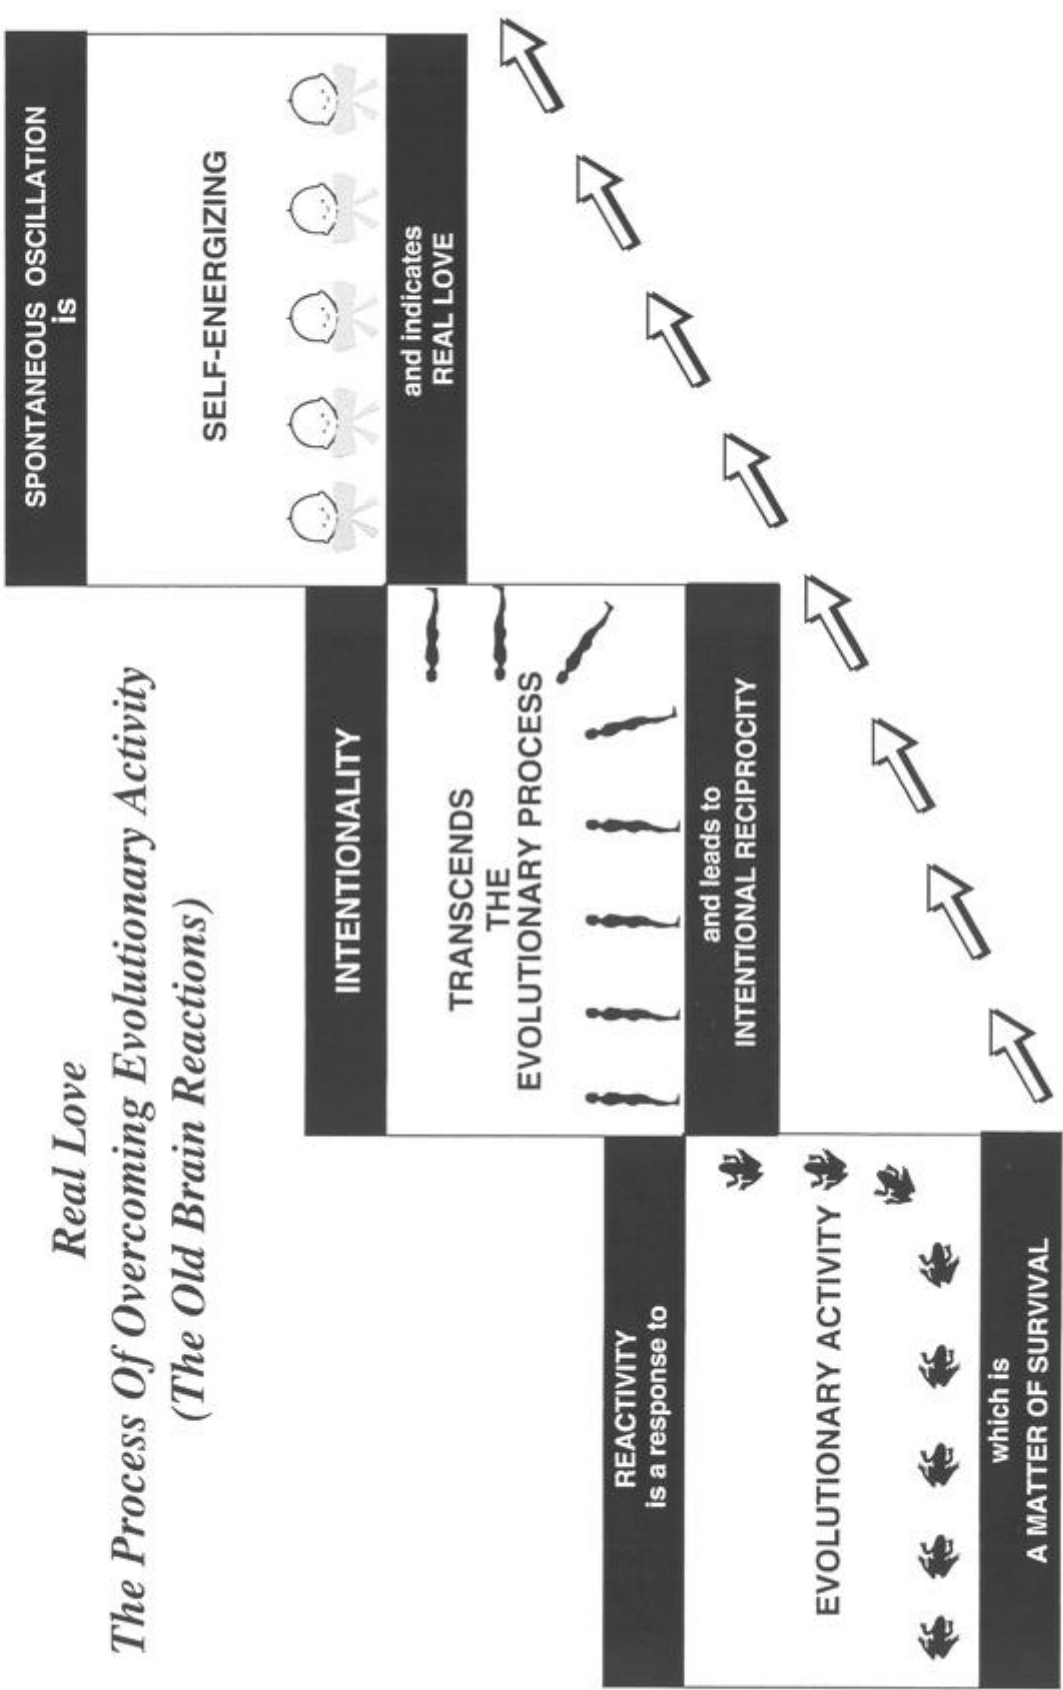 Real Love
The Process Of Overcoming Evolutionary Activity
(The Old Brain Reactions)
REACTIVITY
is a response to
EVOLUTIONARY ACTIVITY
which is
A MATTER OF SURVIVAL
INTENTIONALITY
TRANSCENDS
THE
EVOLUTIONARY PROCESS
and leads to
INTENTIONAL RECIPROCITY
SPONTANEOUS OSCILLATION
is
SELF-ENERGIZING
and indicates
REAL LOVE